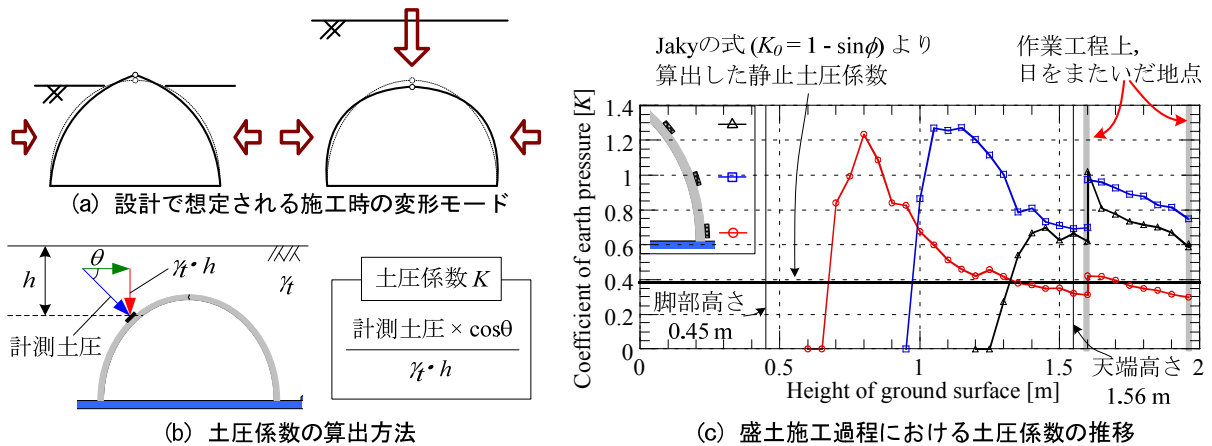 (a) 設計で想定される施工時の変形モード
h
θ
γt・h
γt
計測土圧
土圧係数 K
計測土圧 × cosθ
γt・h
(b) 土圧係数の算出方法
Jakyの式 (K0 = 1 - sinϕ) より
算出した静止土圧係数
作業工程上,
日をまたいだ地点
Coefficient of earth pressure [K]
1.4
1.2
1
0.8
0.6
0.4
0.2
0
脚部高さ
0.45 m
0
0.5
1
1.5
2
Height of ground surface [m]
天端高さ
1.56 m
(c) 盛土施工過程における土圧係数の推移